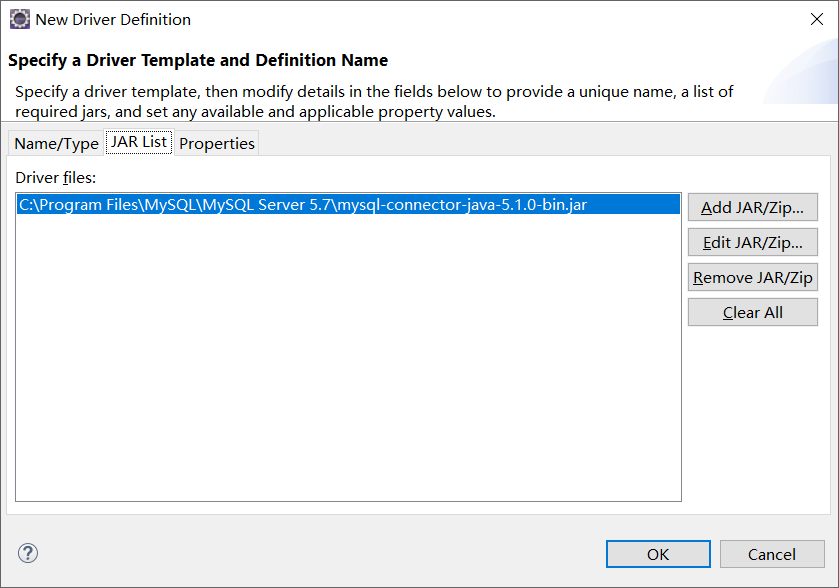 New Driver Definition
Specify a Driver Template and Definition Name
Specify a driver template, then modify details in the fields below to provide a unique name, a list of
required jars, and set any available and applicable property values.
Name/Type JAR List Properties
Driver files:
C:\Program Files\MySQL\MySQL Server 5.7\mysql-connector-java-5.1.0-bin.jar
Add JAR/Zip...
Edit JAR/Zip...
Remove JAR/Zip
Clear All
?
OK Cancel